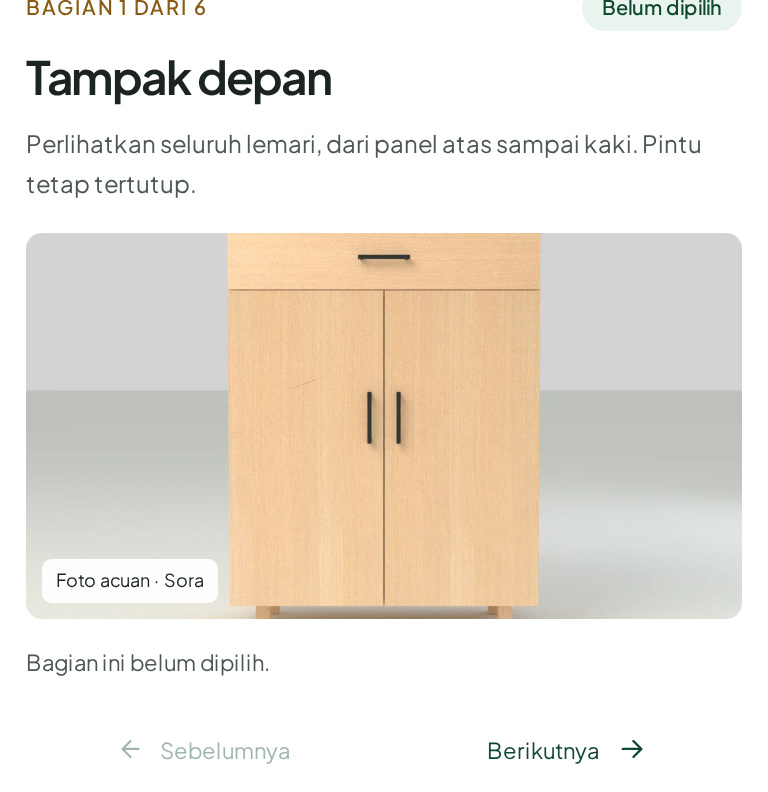 BAGIAN 1 DARI 6
Belum dipilih
Tampak depan
Perlihatkan seluruh lemari, dari panel atas sampai kaki. Pintu
tetap tertutup.
Foto acuan · Sora
Bagian ini belum dipilih.
← Sebelumnya
Berikutnya →